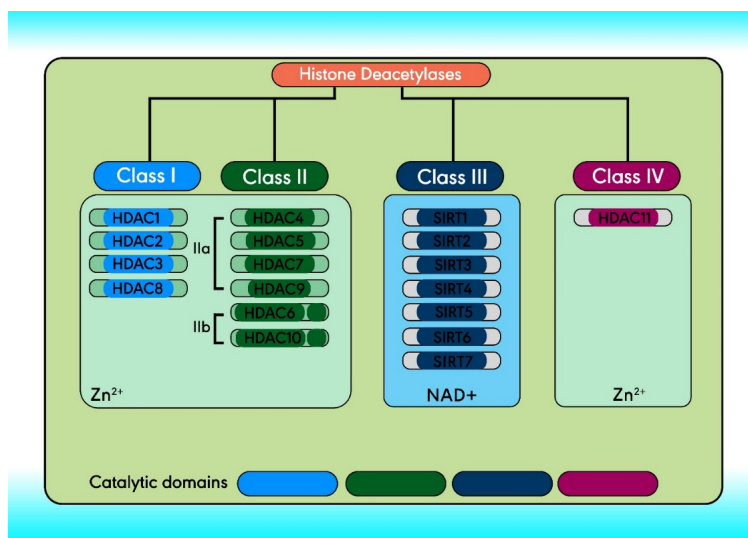 Histone Deacetylases
Class I
Class II
Class III
Class IV
HDAC1
HDAC2
HDAC3
HDAC8
IIa
HDAC4
HDAC5
HDAC7
HDAC9
IIb
HDAC6
HDAC10
Zn²⁺
SIRT1
SIRT2
SIRT3
SIRT4
SIRT5
SIRT6
SIRT7
NAD+
HDAC11
Zn²⁺
Catalytic domains